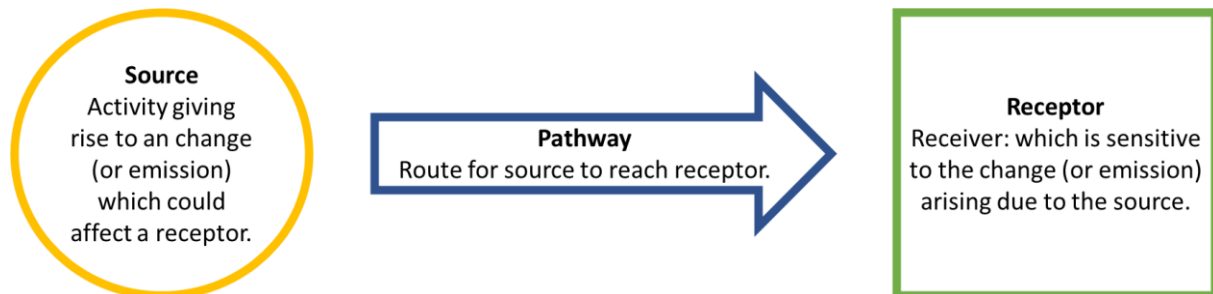 Source
Activity giving
rise to an change
(or emission)
which could
affect a receptor.
Pathway
Route for source to reach receptor.
Receptor
Receiver: which is sensitive
to the change (or emission)
arising due to the source.